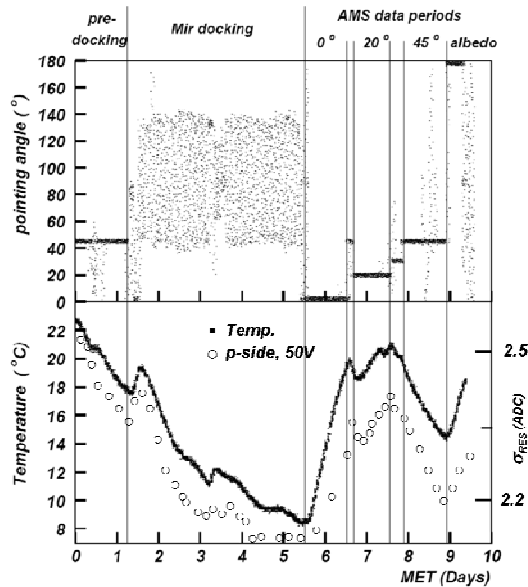 pre-
docking
Mir docking
AMS data periods
0 ° 20 ° 45 ° albedo
pointing angle (°)
180
160
140
120
100
80
60
40
20
0
Temperature (°C)
22
20
18
16
14
12
10
8
Temp.
p-side, 50V
2.5
σRES (ADC)
2.2
0 1 2 3 4 5 6 7 8 9 10
MET (Days)